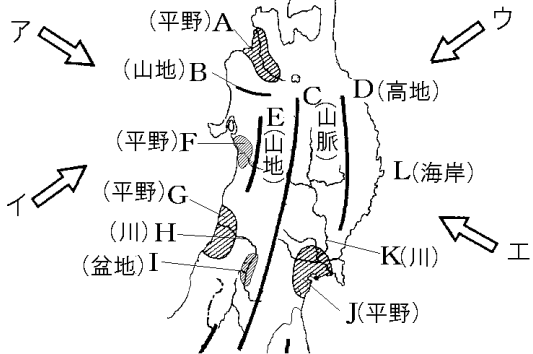 ア
ウ
(平野)A
(山地)B
C
D(高地)
E(山地)
(山脈)
(平野)F
(平野)G
L(海岸)
イ
(川)H
(盆地)I
K(川)
エ
J(平野)